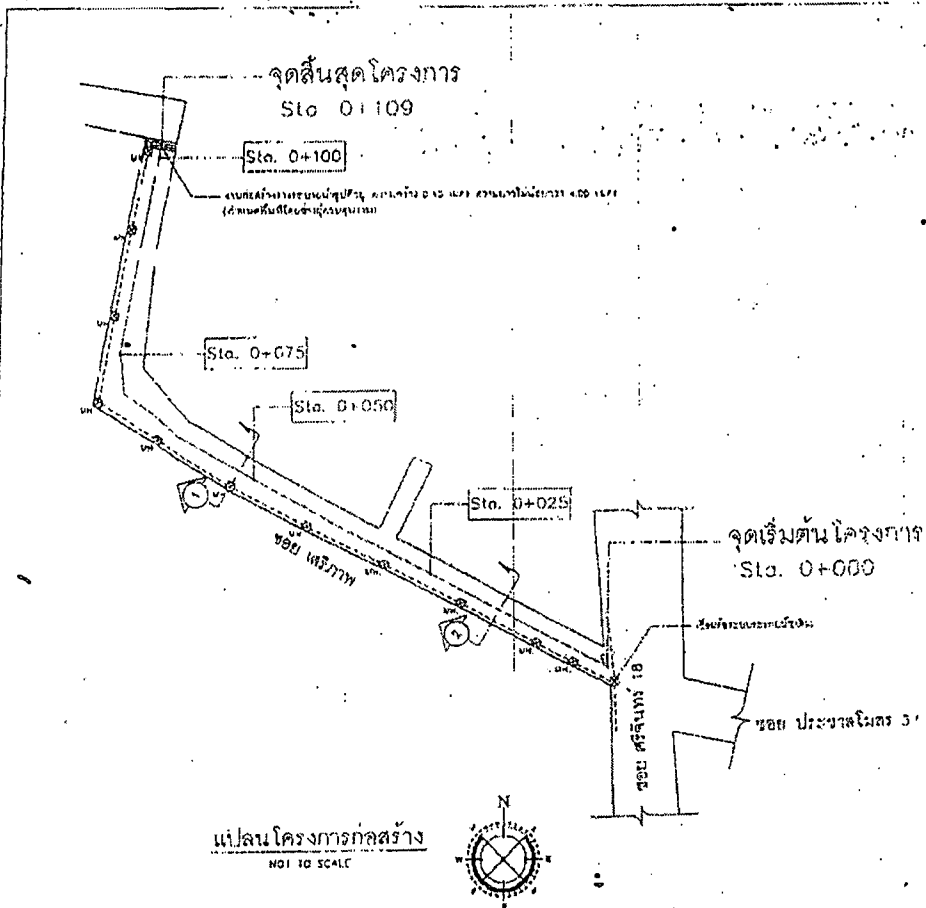 จุดสิ้นสุดโครงการ
Sta 0+109
Sta. 0+100
Sta. 0+075
Sta. 0+050
Sta. 0+025
จุดเริ่มต้นโครงการ
Sta. 0+000
ซอย เสรีภาพ
ซอย ศรีจันทร์ 18
ซอย ประชาสโมสร
1
2
แปลนโครงการก่อสร้าง
NOT TO SCALE
N